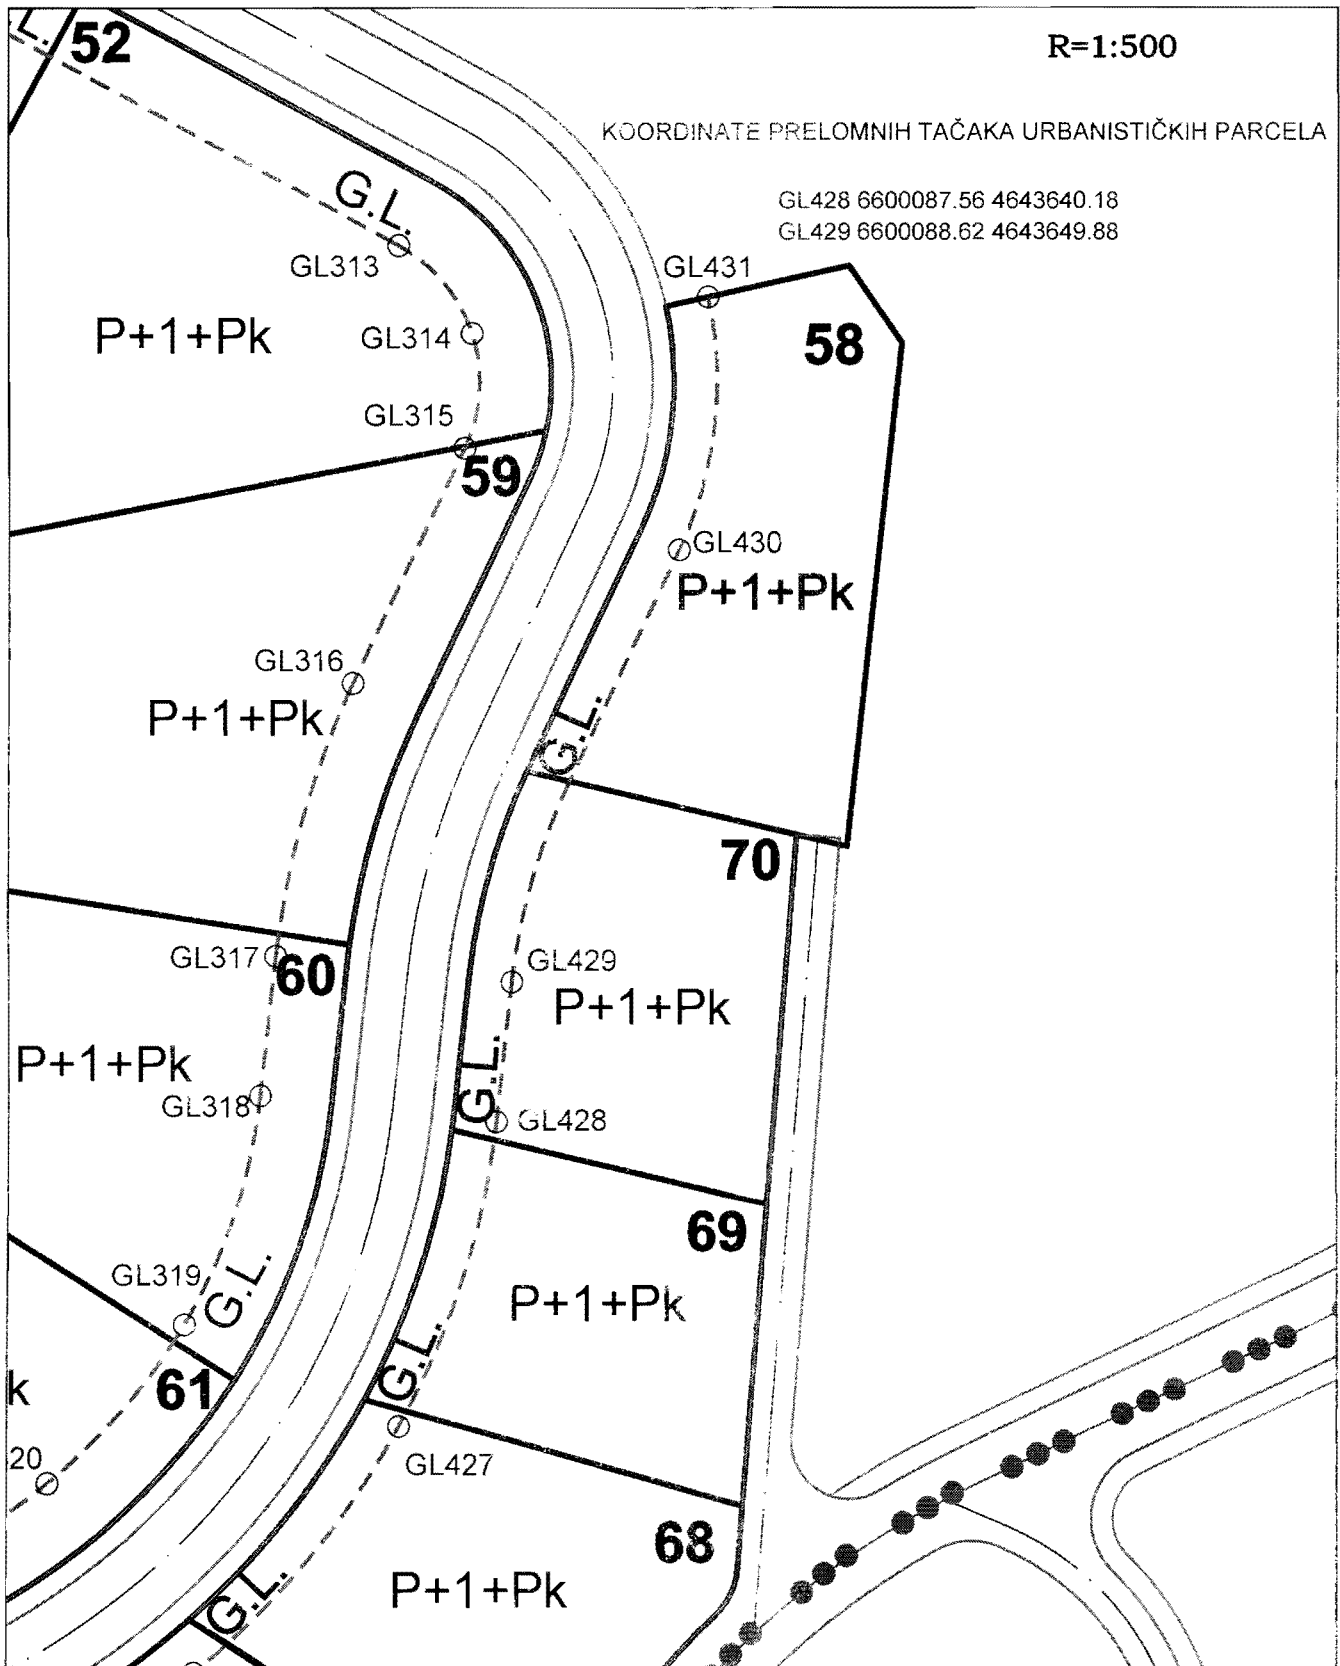 L.
52
R=1:500
KOORDINATE PRELOMNIH TAČAKA URBANISTIČKIH PARCELA
GL428 6600087.56 4643640.18
GL429 6600088.62 4643649.88
G.L.
GL313
GL431
P+1+Pk
GL314
58
GL315
59
GL430
P+1+Pk
GL316
P+1+Pk
G.L.
70
GL317
60
GL429
P+1+Pk
P+1+Pk
G.L.
GL318
GL428
69
GL319
G.L.
P+1+Pk
G.L.
k
61
20
GL427
68
G.L.
P+1+Pk